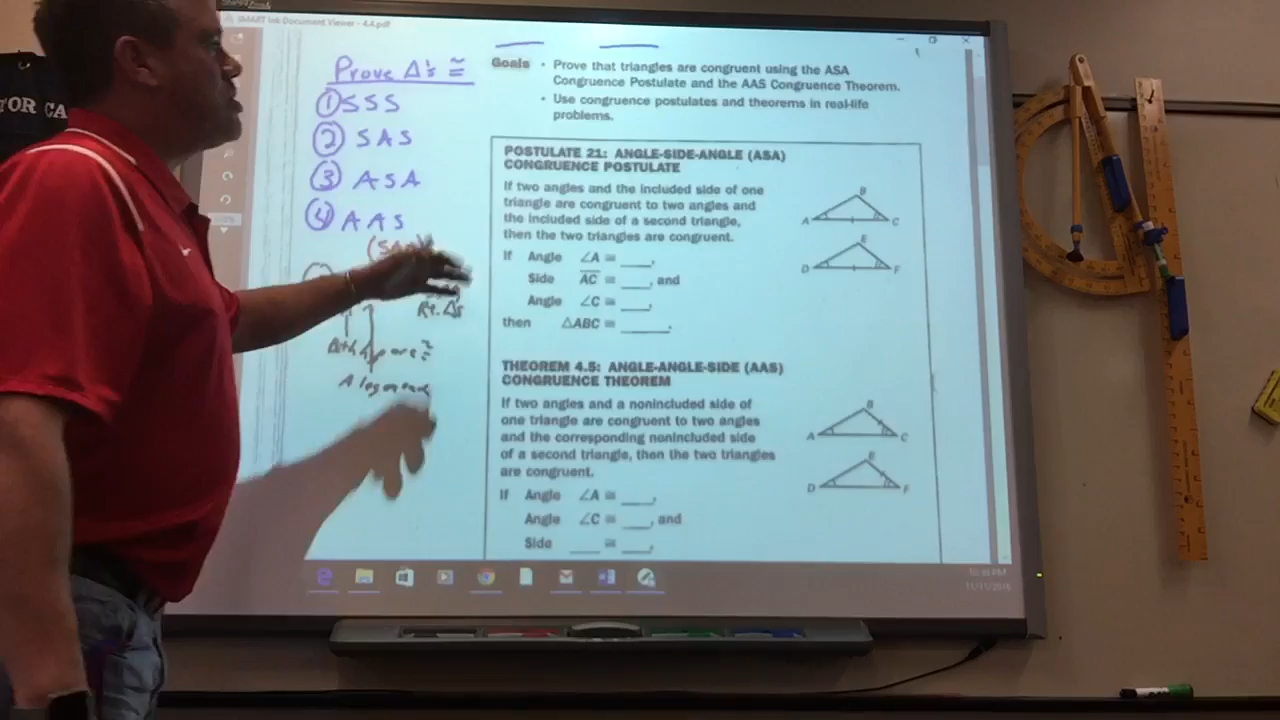 SMART Ink Document Viewer - 4.4.pdf
TOR CA
Prove Δ's ≅
① SSS
② SAS
③ ASA
④ AAS
Rt. Δs
A leg
Goals • Prove that triangles are congruent using the ASA
Congruence Postulate and the AAS Congruence Theorem.
• Use congruence postulates and theorems in real-life
problems.
POSTULATE 21: ANGLE-SIDE-ANGLE (ASA)
CONGRUENCE POSTULATE
If two angles and the included side of one
triangle are congruent to two angles and
the included side of a second triangle,
then the two triangles are congruent.
If Angle ∠A ≅ ____,
Side A̅C̅ ≅ ____, and
Angle ∠C ≅ ____,
then △ABC ≅ ______.
B
A C
E
D F
THEOREM 4.5: ANGLE-ANGLE-SIDE (AAS)
CONGRUENCE THEOREM
If two angles and a nonincluded side of
one triangle are congruent to two angles
and the corresponding nonincluded side
of a second triangle, then the two triangles
are congruent.
If Angle ∠A ≅ ____,
Angle ∠C ≅ ____, and
Side ____ ≅ ____,
B
A C
E
D F